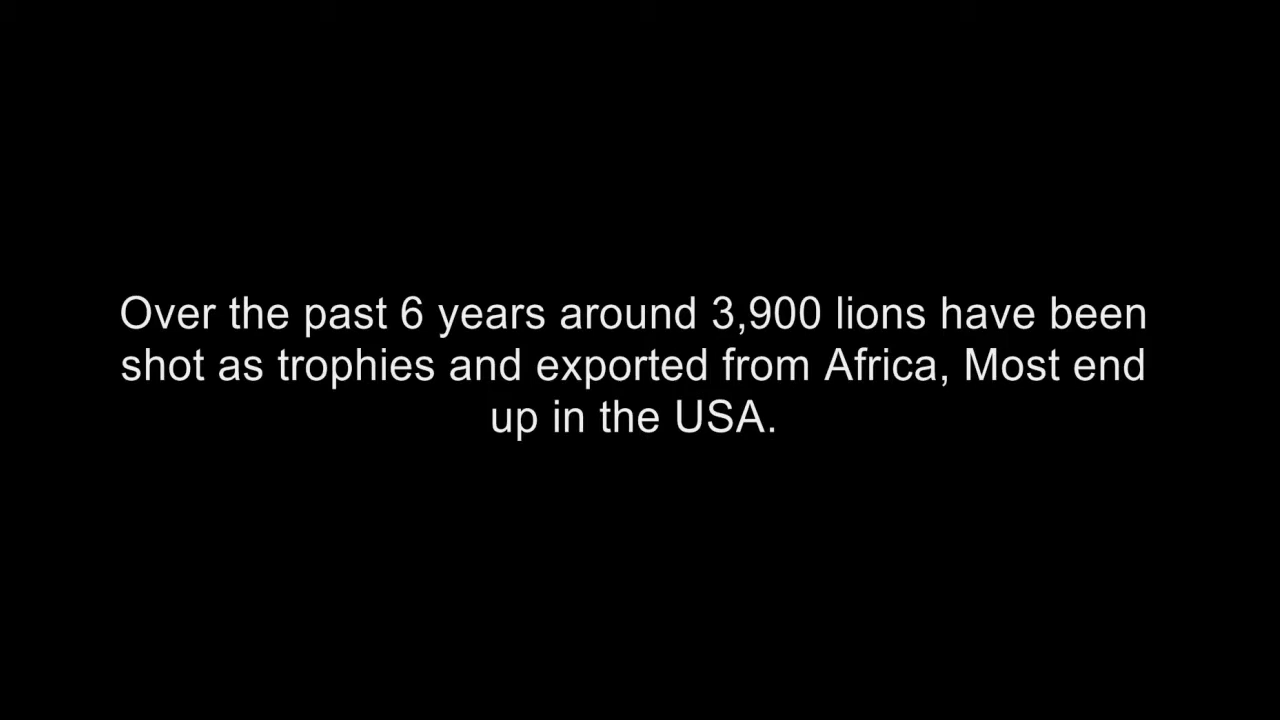 Over the past 6 years around 3,900 lions have been
shot as trophies and exported from Africa, Most end
up in the USA.